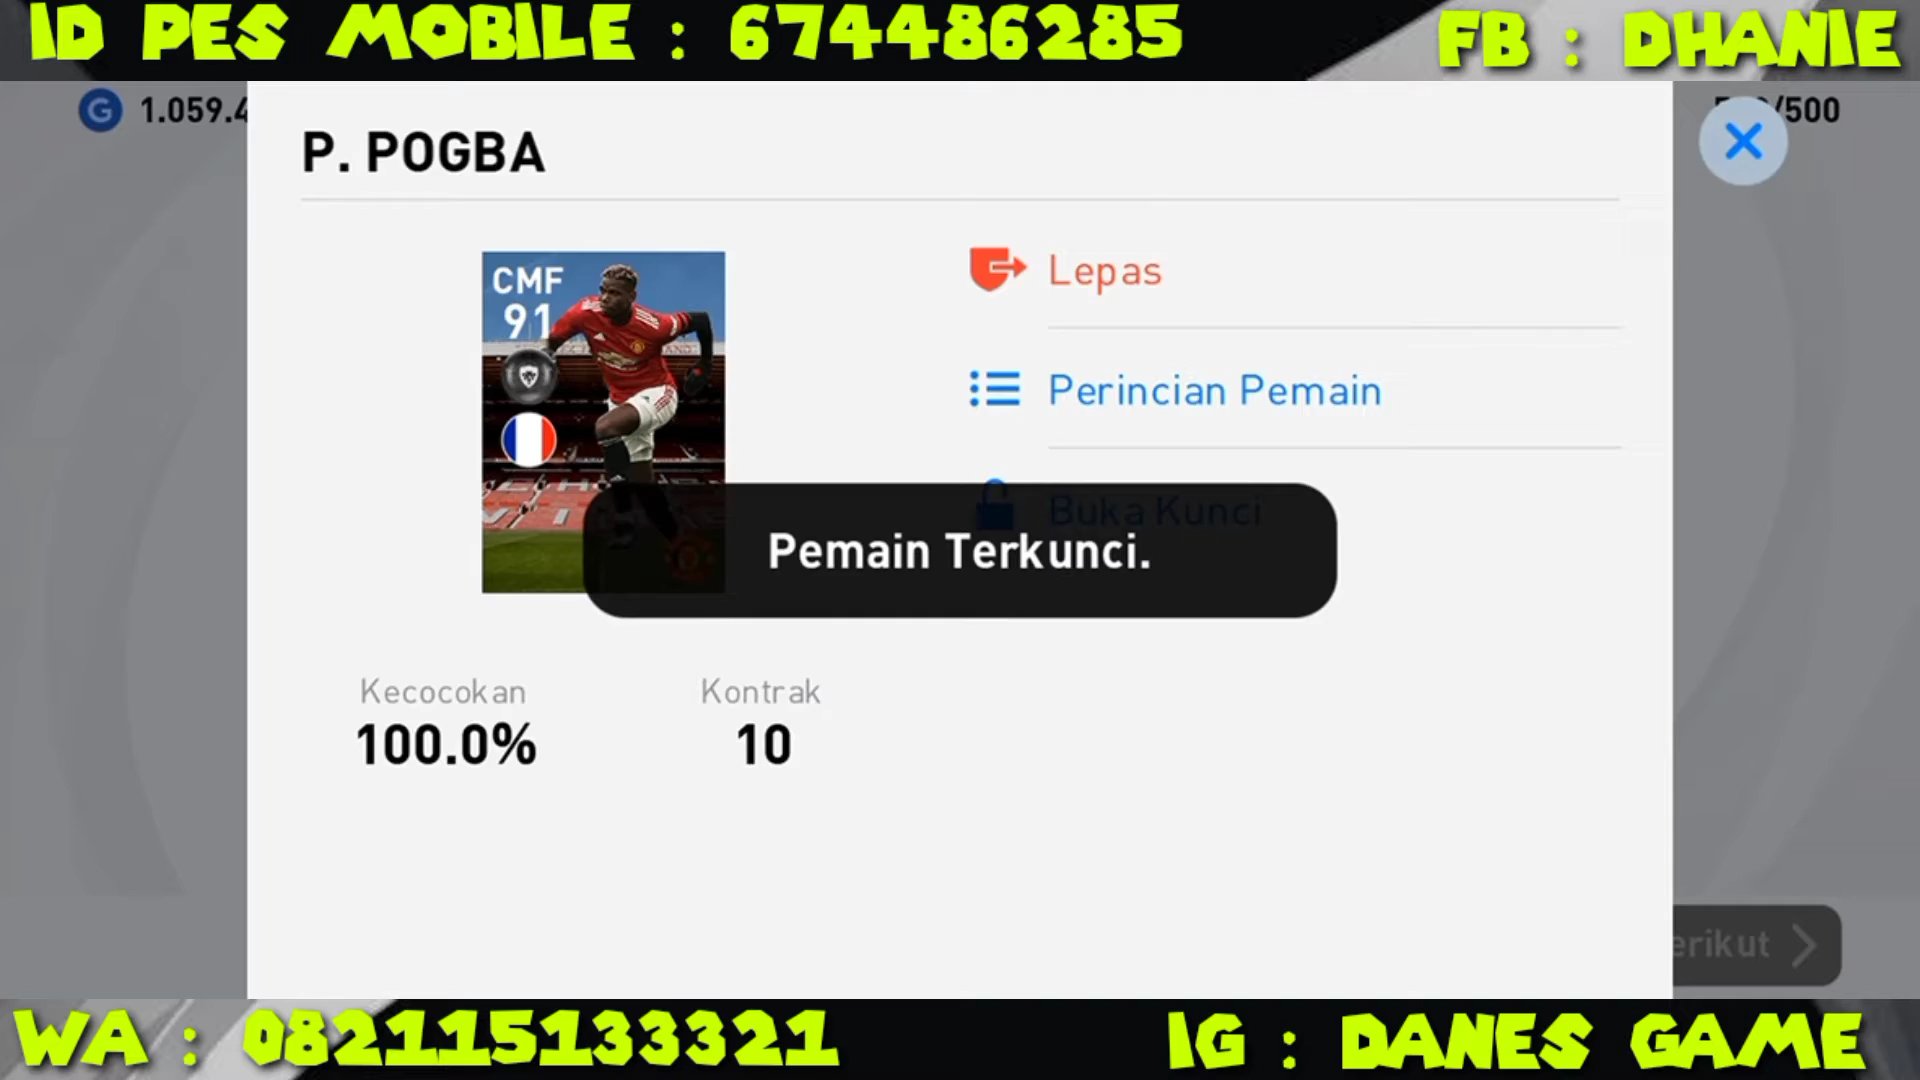 ID PES MOBILE : 674486285
FB : DHANIE
G 1.059.4
/500
P. POGBA
CMF
91
Lepas
Perincian Pemain
Buka Kunci
Pemain Terkunci.
Kecocokan
100.0%
Kontrak
10
erikut
WA : 082115133321
IG : DANES GAME